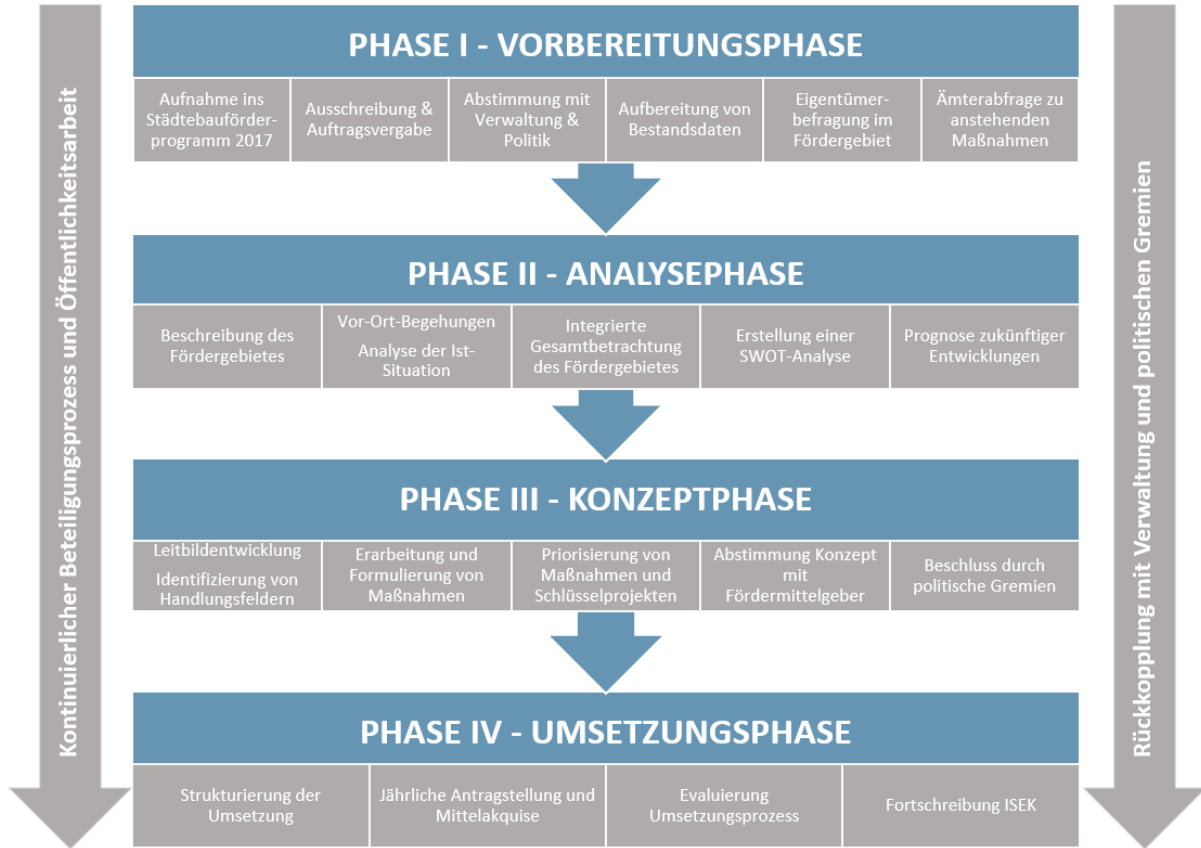 Kontinuierlicher Beteiligungsprozess und Öffentlichkeitsarbeit
PHASE I - VORBEREITUNGSPHASE
Aufnahme ins
Städtebauförder-
programm 2017
Ausschreibung &
Auftragsvergabe
Abstimmung mit
Verwaltung &
Politik
Aufbereitung von
Bestandsdaten
Eigentümer-
befragung im
Fördergebiet
Ämterabfrage zu
anstehenden
Maßnahmen
PHASE II - ANALYSEPHASE
Beschreibung des
Fördergebietes
Vor-Ort-Begehungen
Analyse der Ist-
Situation
Integrierte
Gesamtbetrachtung
des Fördergebietes
Erstellung einer
SWOT-Analyse
Prognose zukünftiger
Entwicklungen
PHASE III - KONZEPTPHASE
Leitbildentwicklung
Identifizierung von
Handlungsfeldern
Erarbeitung und
Formulierung von
Maßnahmen
Priorisierung von
Maßnahmen und
Schlüsselprojekten
Abstimmung Konzept
mit
Fördermittelgeber
Beschluss durch
politische Gremien
PHASE IV - UMSETZUNGSPHASE
Strukturierung der
Umsetzung
Jährliche Antragstellung und
Mittelakquise
Evaluierung
Umsetzungsprozess
Fortschreibung ISEK
Rückkopplung mit Verwaltung und politischen Gremien